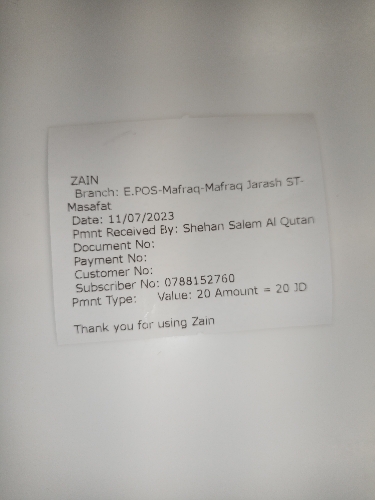 ZAIN
Branch: E.POS-Mafraq-Mafraq Jarash ST-
Masafat
Date: 11/07/2023
Pmnt Received By: Shehan Salem Al Qutan
Document No:
Payment No:
Customer No:
Subscriber No: 0788152760
Pmnt Type: Value: 20 Amount = 20 JD
Thank you for using Zain